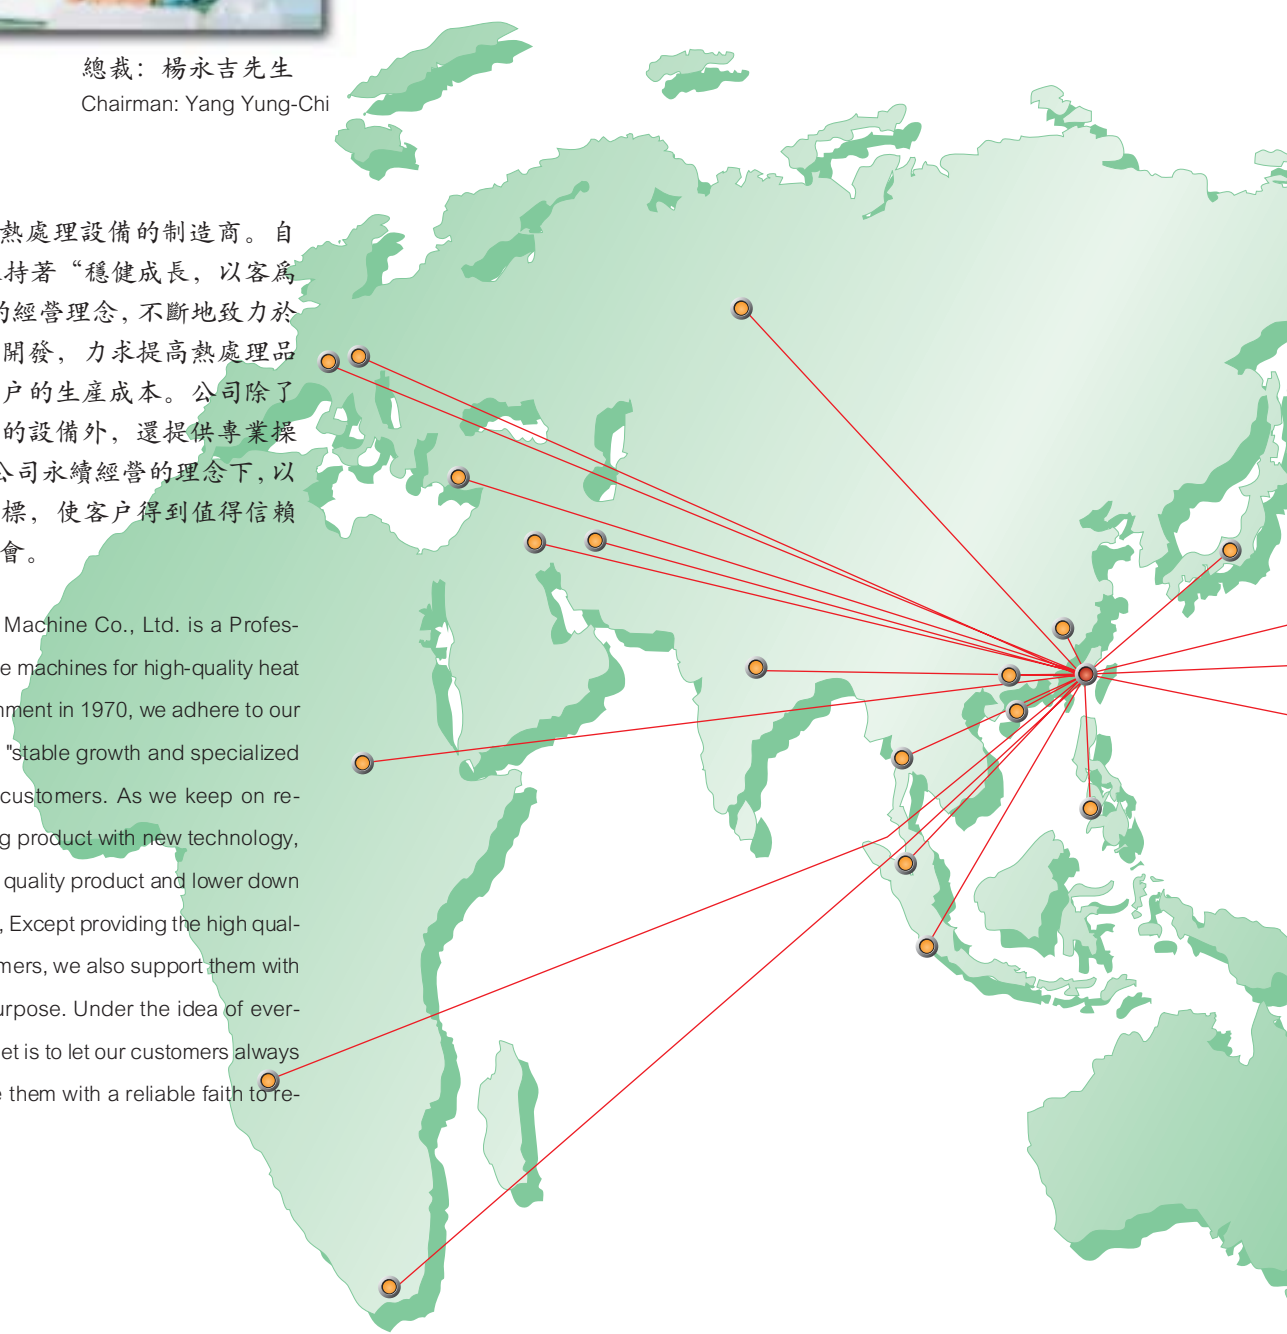 總裁：楊永吉先生
Chairman: Yang Yung-Chi
熱處理設備的制造商。自
持著“穩健成長，以客爲
的經營理念，不斷地致力於
開發，力求提高熱處理品
户的生産成本。公司除了
的設備外，還提供專業操
公司永續經營的理念下，以
標，使客户得到值得信賴
會。
Machine Co., Ltd. is a Profes-
e machines for high-quality heat
nment in 1970, we adhere to our
"stable growth and specialized
customers. As we keep on re-
g product with new technology,
quality product and lower down
, Except providing the high qual-
mers, we also support them with
urpose. Under the idea of ever-
et is to let our customers always
e them with a reliable faith to re-